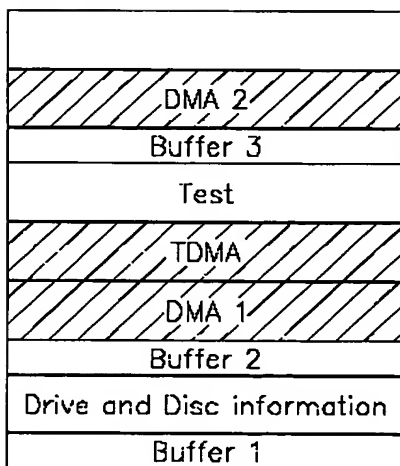 DMA 2
Buffer 3
Test
TDMA
DMA 1
Buffer 2
Drive and Disc information
Buffer 1